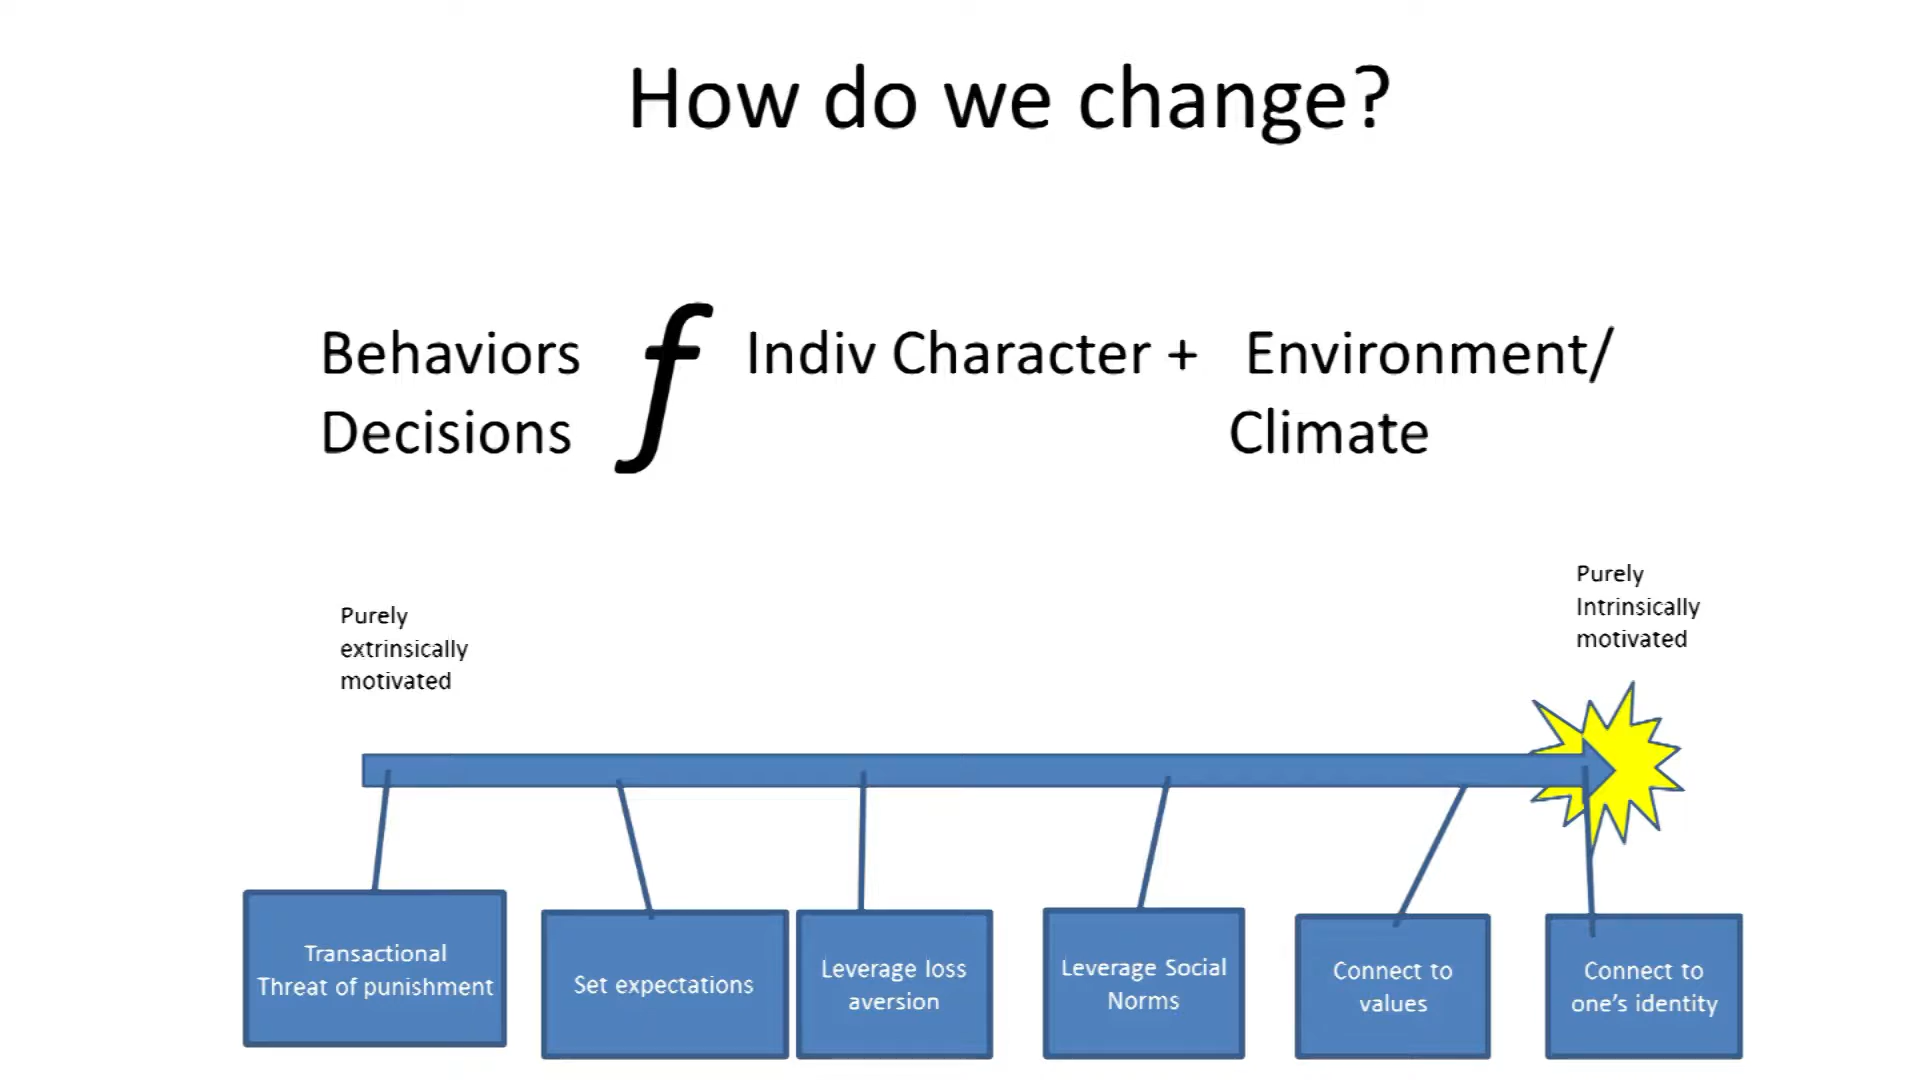 How do we change?
Behaviors ƒ Indiv Character + Environment/
Decisions Climate
Purely
extrinsically
motivated
Purely
Intrinsically
motivated
Transactional
Threat of punishment
Set expectations
Leverage loss
aversion
Leverage Social
Norms
Connect to
values
Connect to
one's identity